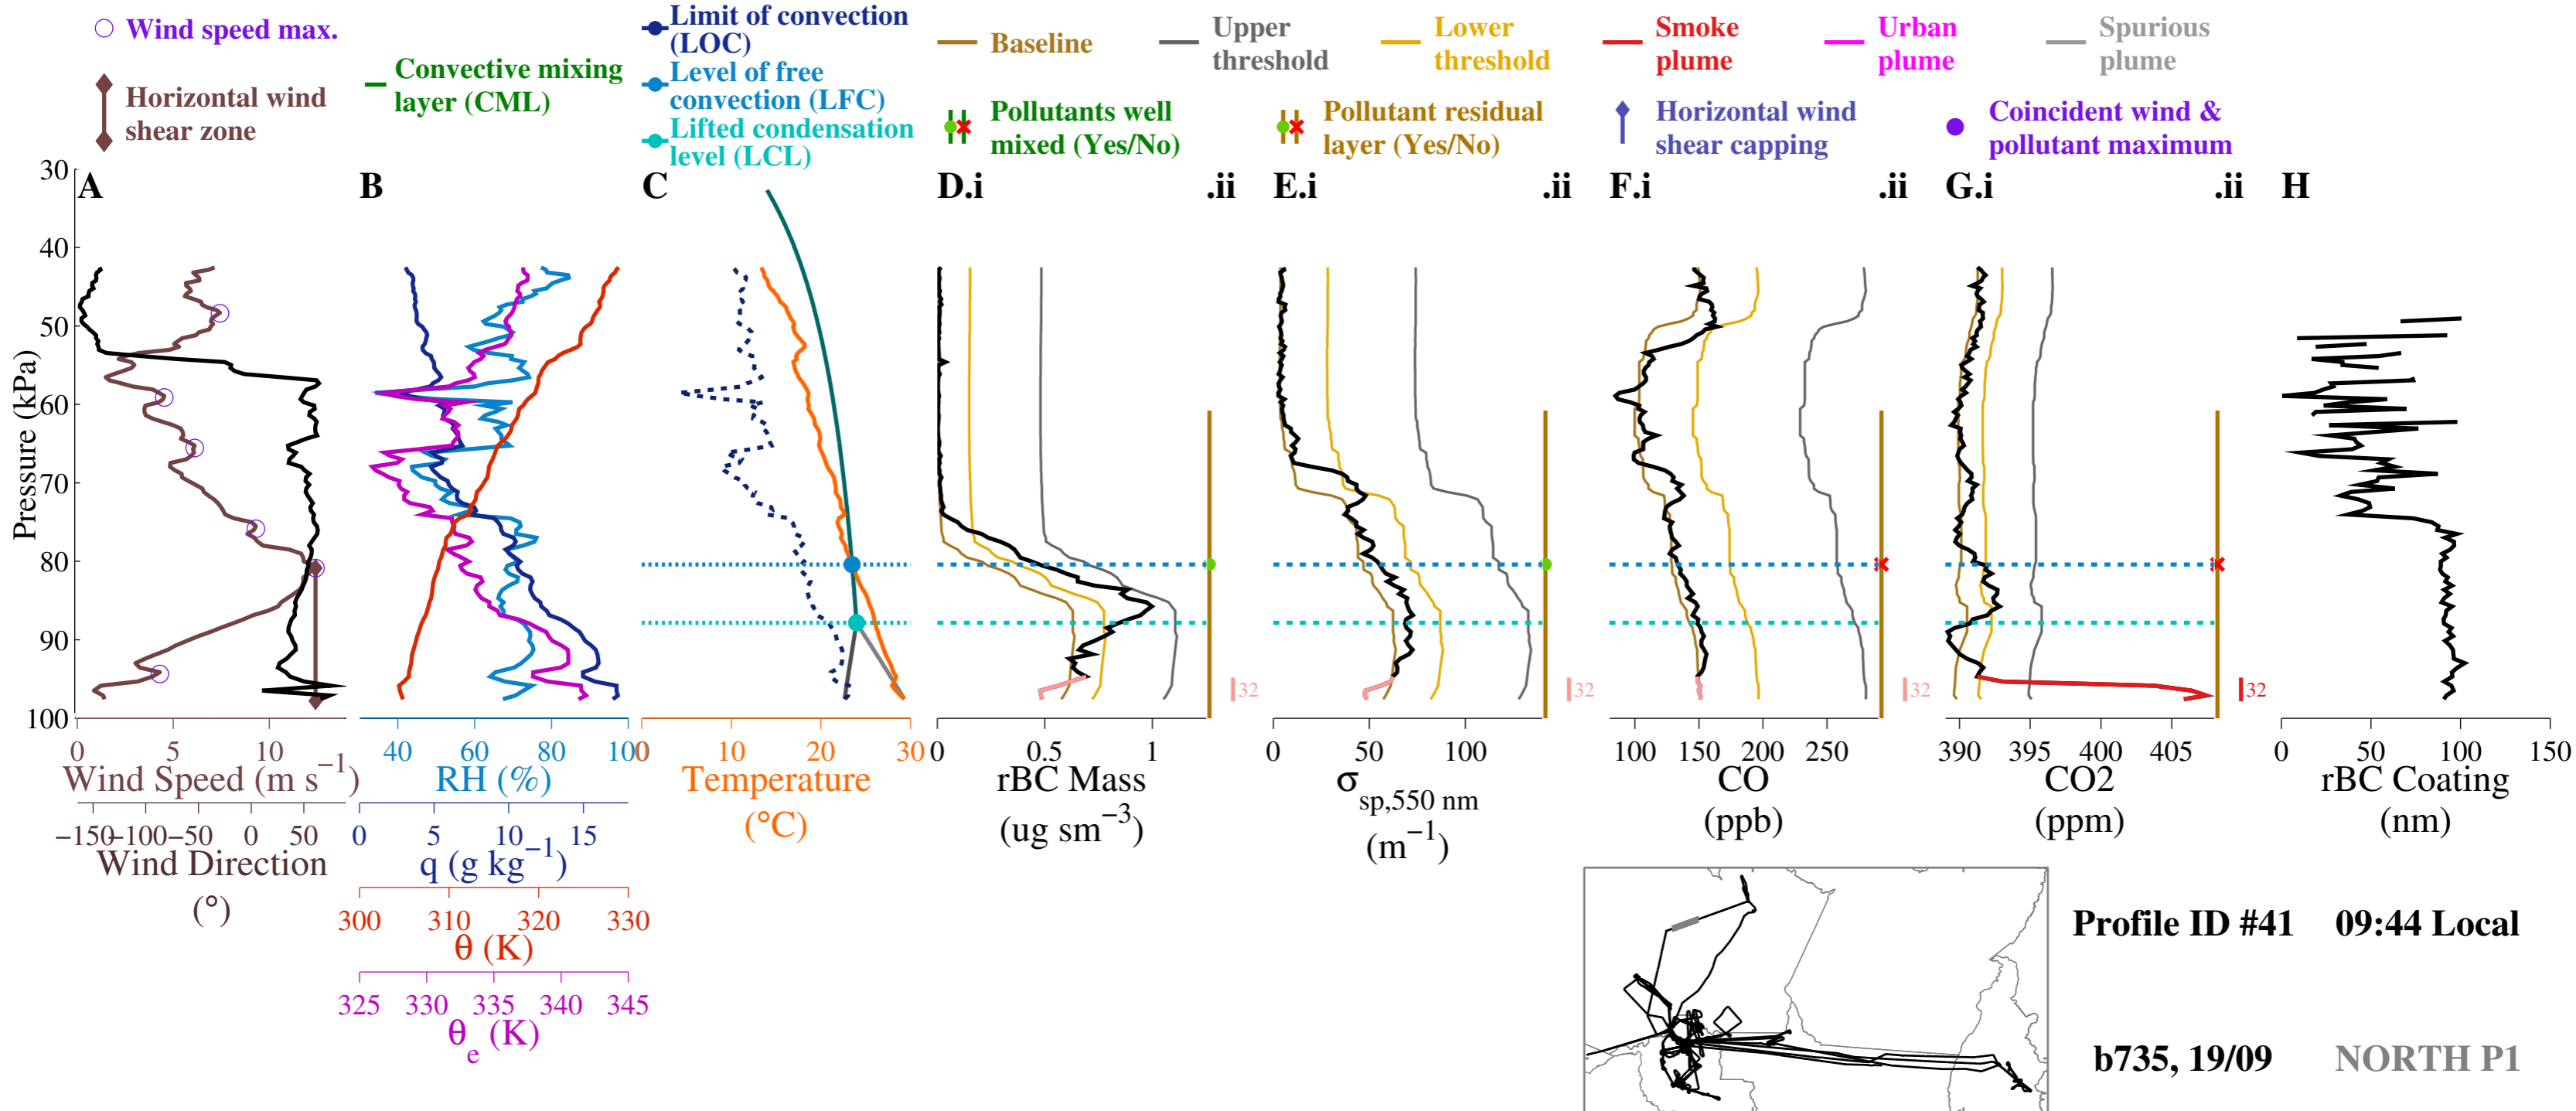 Wind speed max.
Horizontal wind
shear zone
Convective mixing
layer (CML)
Limit of convection
(LOC)
Level of free
convection (LFC)
Lifted condensation
level (LCL)
Baseline
Upper
threshold
Lower
threshold
Smoke
plume
Urban
plume
Spurious
plume
Pollutants well
mixed (Yes/No)
Pollutant residual
layer (Yes/No)
Horizontal wind
shear capping
Coincident wind &
pollutant maximum
A
B
C
D.i
.ii
E.i
.ii
F.i
.ii
G.i
.ii
H
30
40
50
60
70
80
90
100
Pressure (kPa)
32
32
32
32
0 5 10
Wind Speed (m s−1)
−150 −100 −50 0 50
Wind Direction
(°)
40 60 80 100
RH (%)
0 5 10 15
q (g kg−1)
300 310 320 330
θ (K)
325 330 335 340 345
θe (K)
0 10 20 30
Temperature
(°C)
0 0.5 1
rBC Mass
(ug sm−3)
0 50 100
σsp,550 nm
(m−1)
100 150 200 250
CO
(ppb)
390 395 400 405
CO2
(ppm)
0 50 100 150
rBC Coating
(nm)
Profile ID #41 09:44 Local
b735, 19/09 NORTH P1